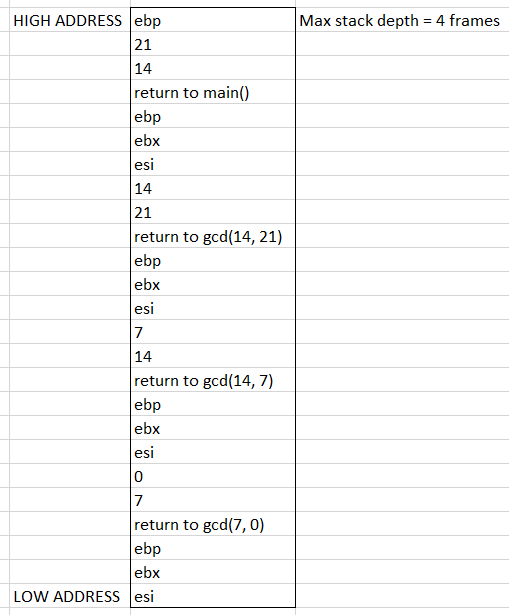 HIGH ADDRESS ebp Max stack depth = 4 frames
21
14
return to main()
ebp
ebx
esi
14
21
return to gcd(14, 21)
ebp
ebx
esi
7
14
return to gcd(14, 7)
ebp
ebx
esi
0
7
return to gcd(7, 0)
ebp
ebx
LOW ADDRESS esi